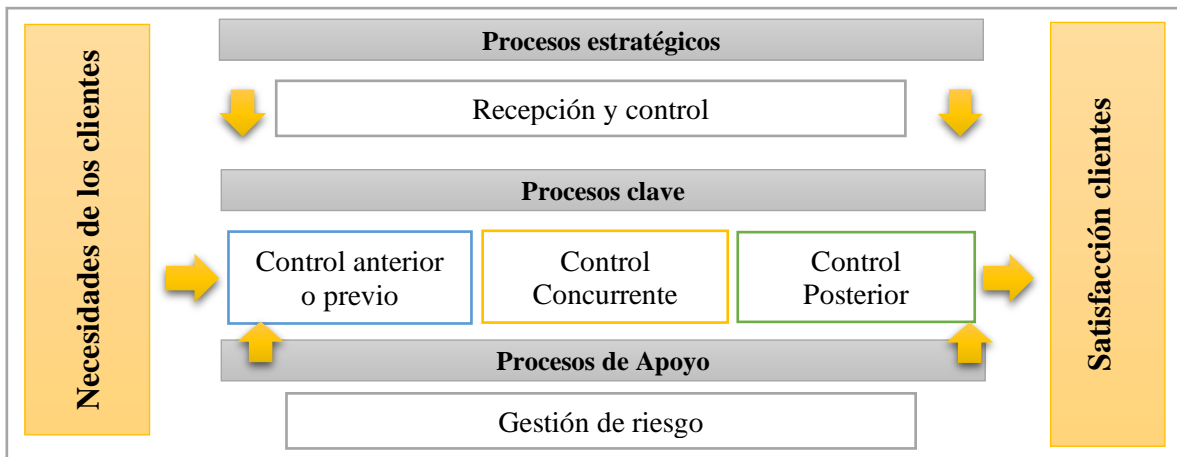 Necesidades de los clientes
Procesos estratégicos
Recepción y control
Procesos clave
Control anterior
o previo
Control
Concurrente
Control
Posterior
Procesos de Apoyo
Gestión de riesgo
Satisfacción clientes